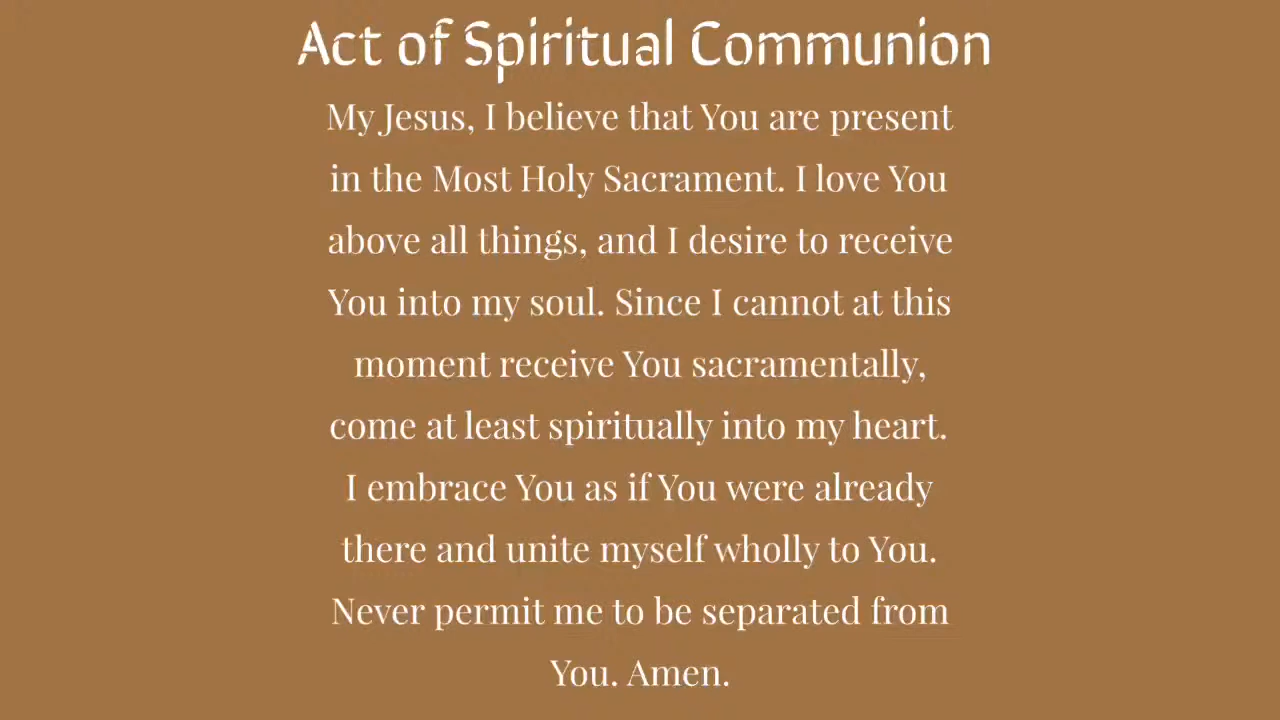 Act of Spiritual Communion
My Jesus, I believe that You are present
in the Most Holy Sacrament. I love You
above all things, and I desire to receive
You into my soul. Since I cannot at this
moment receive You sacramentally,
come at least spiritually into my heart.
I embrace You as if You were already
there and unite myself wholly to You.
Never permit me to be separated from
You. Amen.